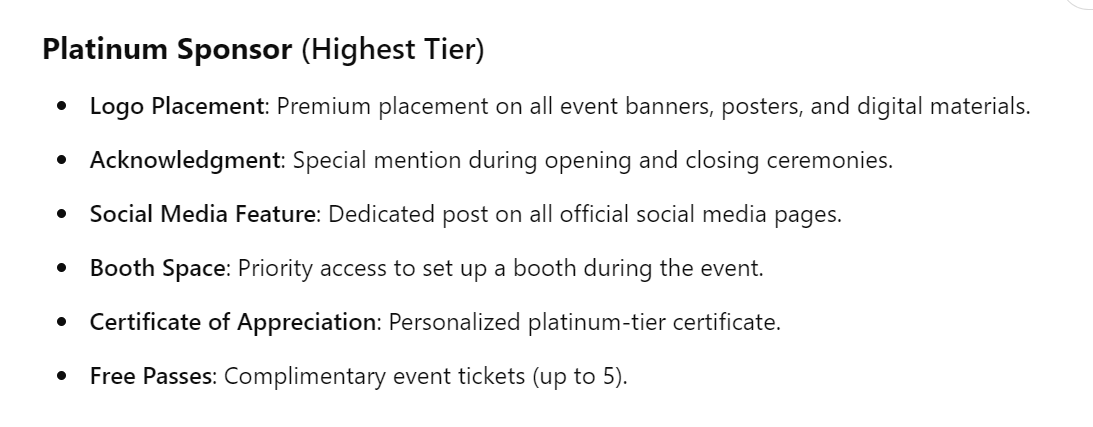 Platinum Sponsor (Highest Tier)
Logo Placement: Premium placement on all event banners, posters, and digital materials.
Acknowledgment: Special mention during opening and closing ceremonies.
Social Media Feature: Dedicated post on all official social media pages.
Booth Space: Priority access to set up a booth during the event.
Certificate of Appreciation: Personalized platinum-tier certificate.
Free Passes: Complimentary event tickets (up to 5).